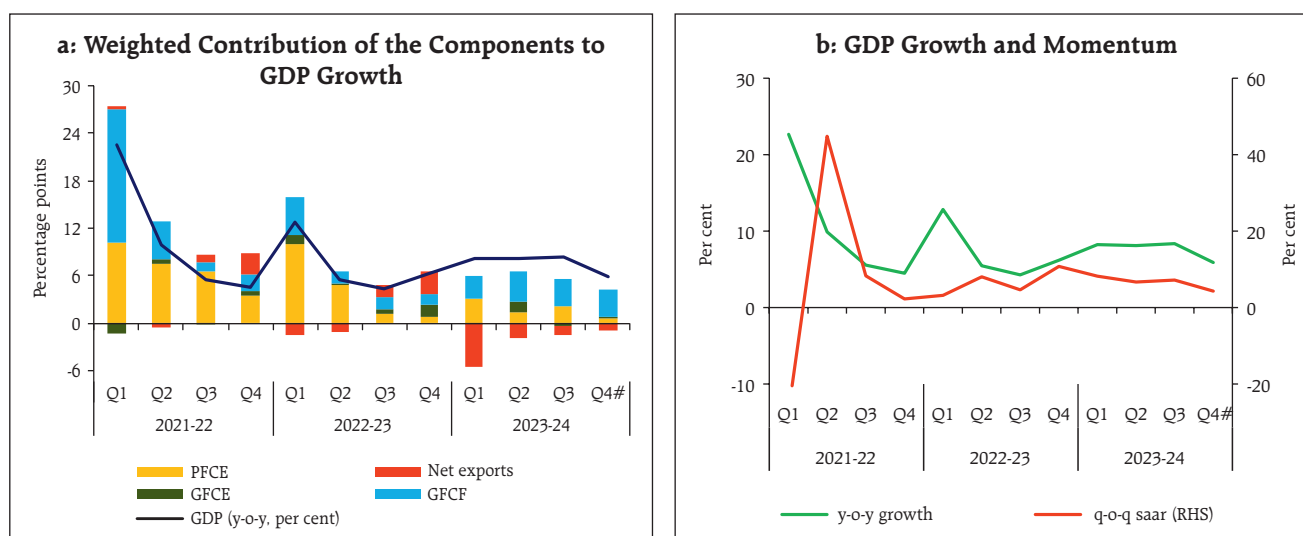 a: Weighted Contribution of the Components to
GDP Growth
Percentage points
30
24
18
12
6
0
-6
Q1 Q2 Q3 Q4 Q1 Q2 Q3 Q4 Q1 Q2 Q3 Q4#
2021-22 2022-23 2023-24
PFCE Net exports
GFCE GFCF
GDP (y-o-y, per cent)
b: GDP Growth and Momentum
Per cent
30
20
10
0
-10
60
40
20
0
-20
Per cent
Q1 Q2 Q3 Q4 Q1 Q2 Q3 Q4 Q1 Q2 Q3 Q4#
2021-22 2022-23 2023-24
y-o-y growth q-o-q saar (RHS)